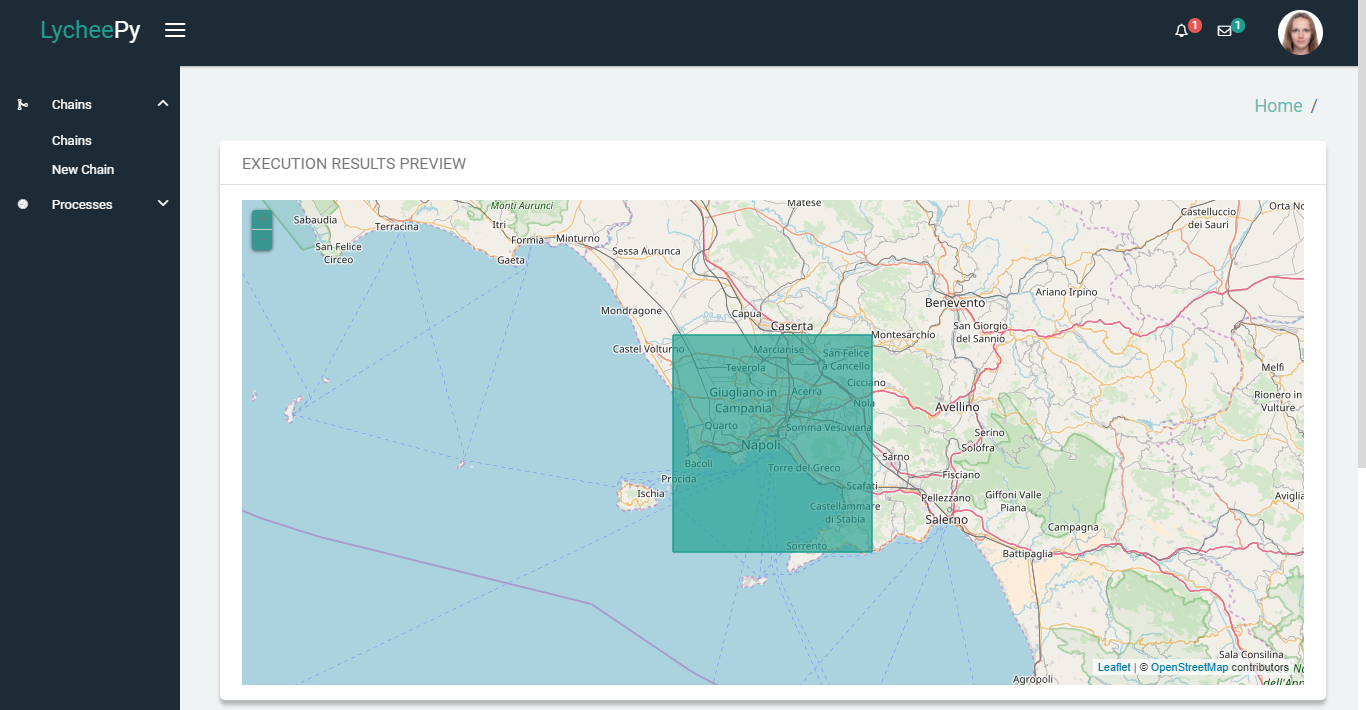 LycheePy
1
1
Chains
Chains
New Chain
Processes
Home /
EXECUTION RESULTS PREVIEW
Monti Aurunci
Matese
Castelluccio
dei Sauri
Orta No
Sabaudia
Terracina
Itri
Formia
Minturno
San Felice
Circeo
Gaeta
Sessa Aurunca
Ariano Irpino
Benevento
Mondragone
Capua
Caserta
San Giorgio
del Sannio
Montesarchio
Castel Volturno
Marcianise
San Felice
a Cancello
Teverola
Melfi
Cicciano
Acerra
Giugliano in
Campania
Nola
Rionero in
Vulture
Avellino
Quarto
Somma Vesuviana
Serino
Napoli
Solofra
Sarno
Bacoli
Torre del Greco
Fisciano
Procida
Scafati
Ischia
Pellezzano
Giffoni Valle
Piana
Aviglia
Castellammare
di Stabia
Salerno
Campagna
Sorrento
Battipaglia
Sala Consilina
Leaflet | © OpenStreetMap contributors
Agropoli
dell'Appen